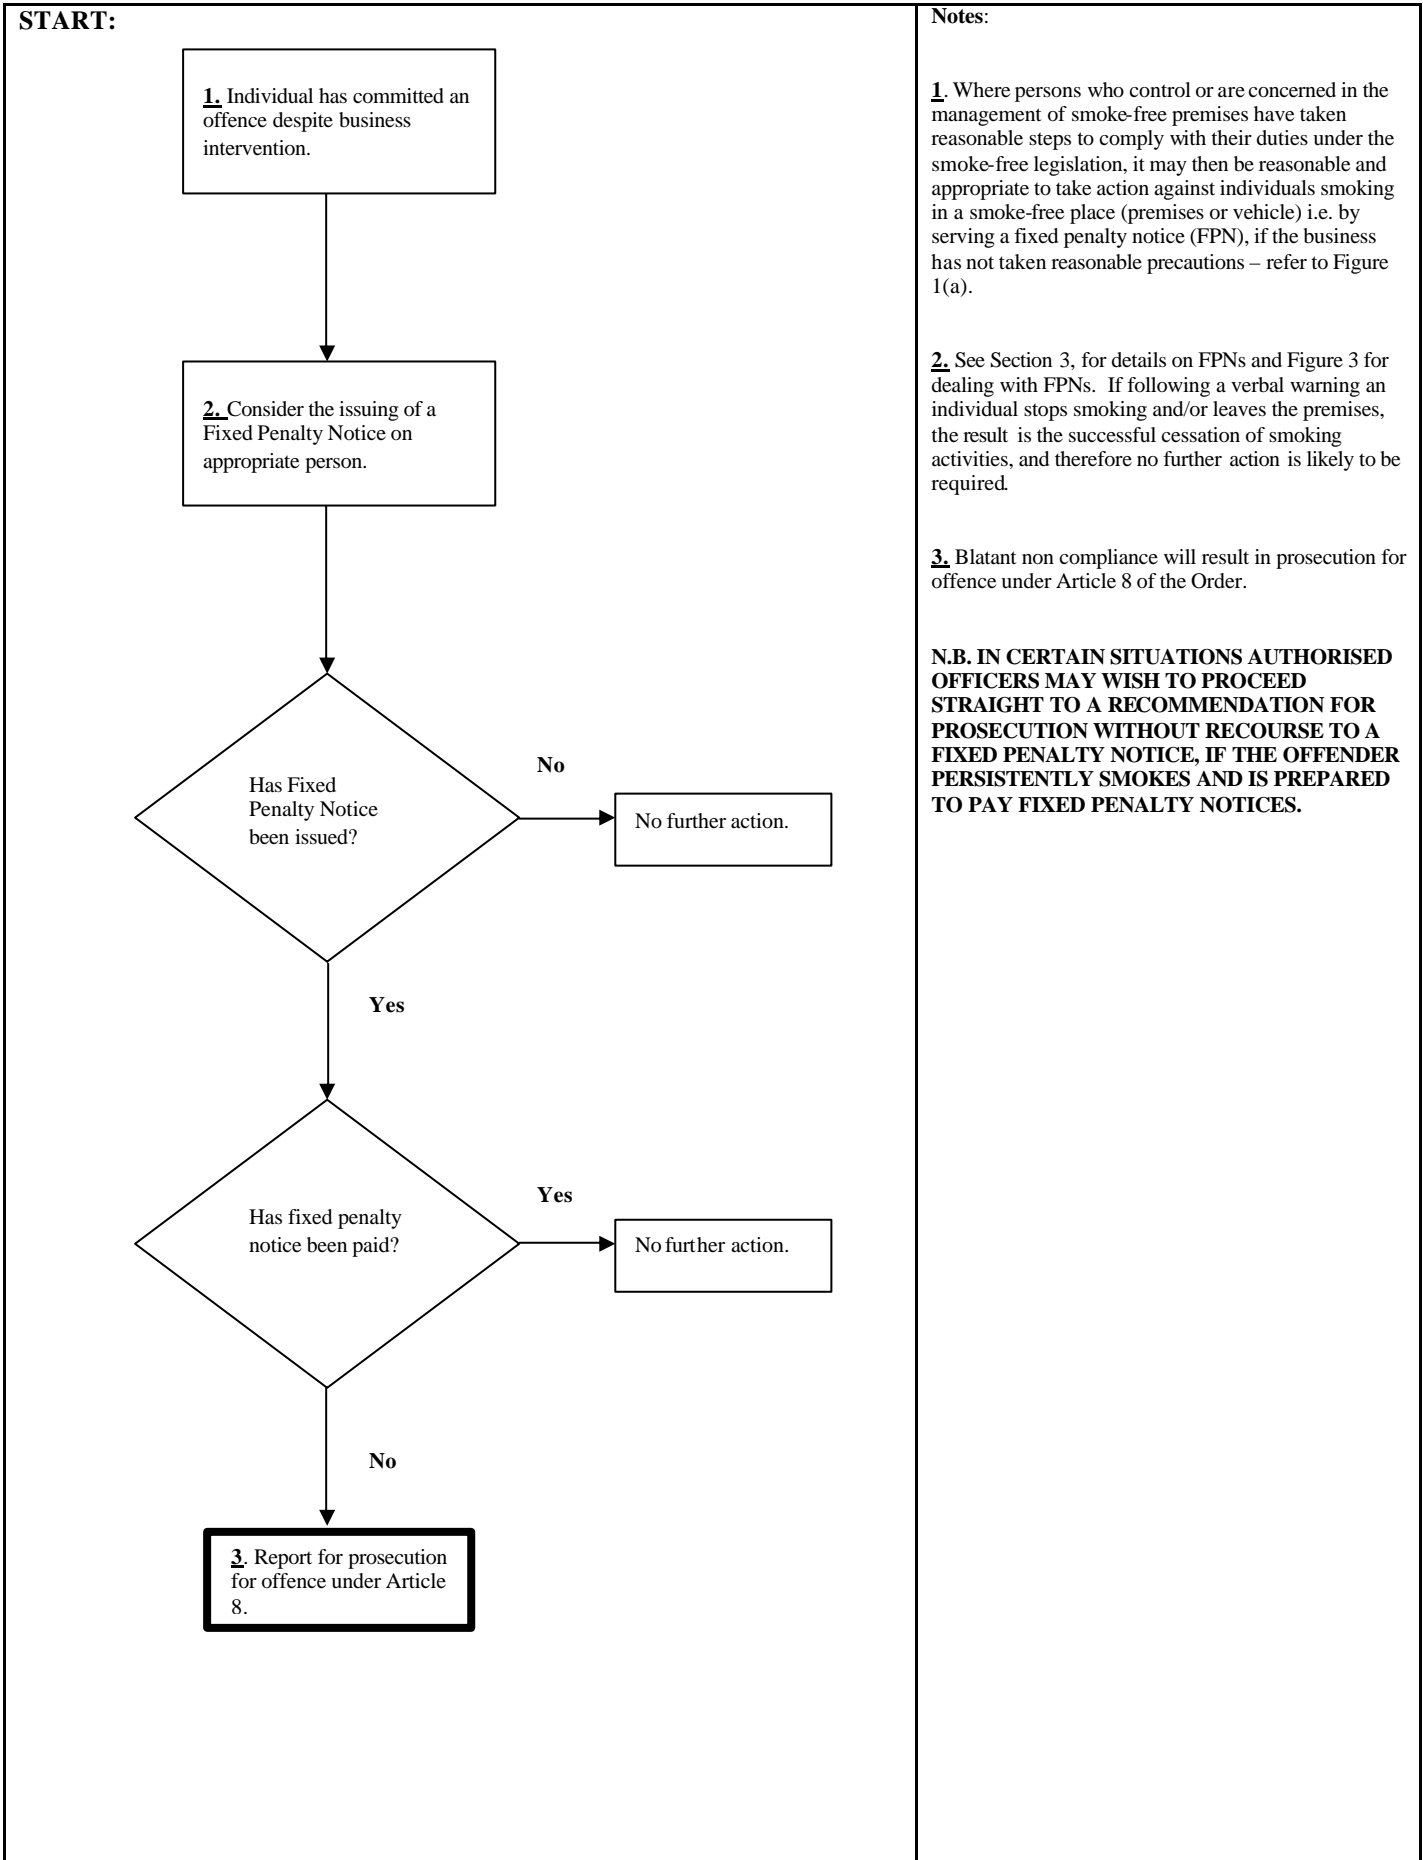 START:
1. Individual has committed an
offence despite business
intervention.
2. Consider the issuing of a
Fixed Penalty Notice on
appropriate person.
Has Fixed
Penalty Notice
been issued?
No
No further action.
Yes
Has fixed penalty
notice been paid?
Yes
No further action.
No
3. Report for prosecution
for offence under Article
8.
Notes:
1. Where persons who control or are concerned in the
management of smoke-free premises have taken
reasonable steps to comply with their duties under the
smoke-free legislation, it may then be reasonable and
appropriate to take action against individuals smoking
in a smoke-free place (premises or vehicle) i.e. by
serving a fixed penalty notice (FPN), if the business
has not taken reasonable precautions – refer to Figure
1(a).
2. See Section 3, for details on FPNs and Figure 3 for
dealing with FPNs. If following a verbal warning an
individual stops smoking and/or leaves the premises,
the result is the successful cessation of smoking
activities, and therefore no further action is likely to be
required.
3. Blatant non compliance will result in prosecution for
offence under Article 8 of the Order.
N.B. IN CERTAIN SITUATIONS AUTHORISED
OFFICERS MAY WISH TO PROCEED
STRAIGHT TO A RECOMMENDATION FOR
PROSECUTION WITHOUT RECOURSE TO A
FIXED PENALTY NOTICE, IF THE OFFENDER
PERSISTENTLY SMOKES AND IS PREPARED
TO PAY FIXED PENALTY NOTICES.